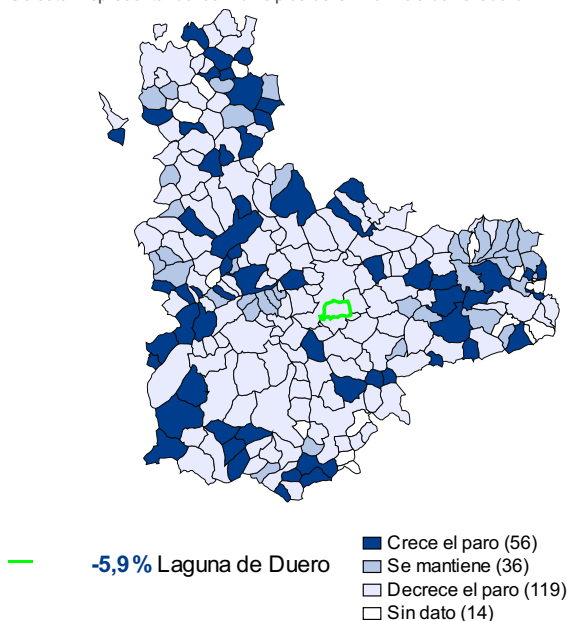 -5,9 % Laguna de Duero
Crece el paro (56)
Se mantiene (36)
Decrece el paro (119)
Sin dato (14)